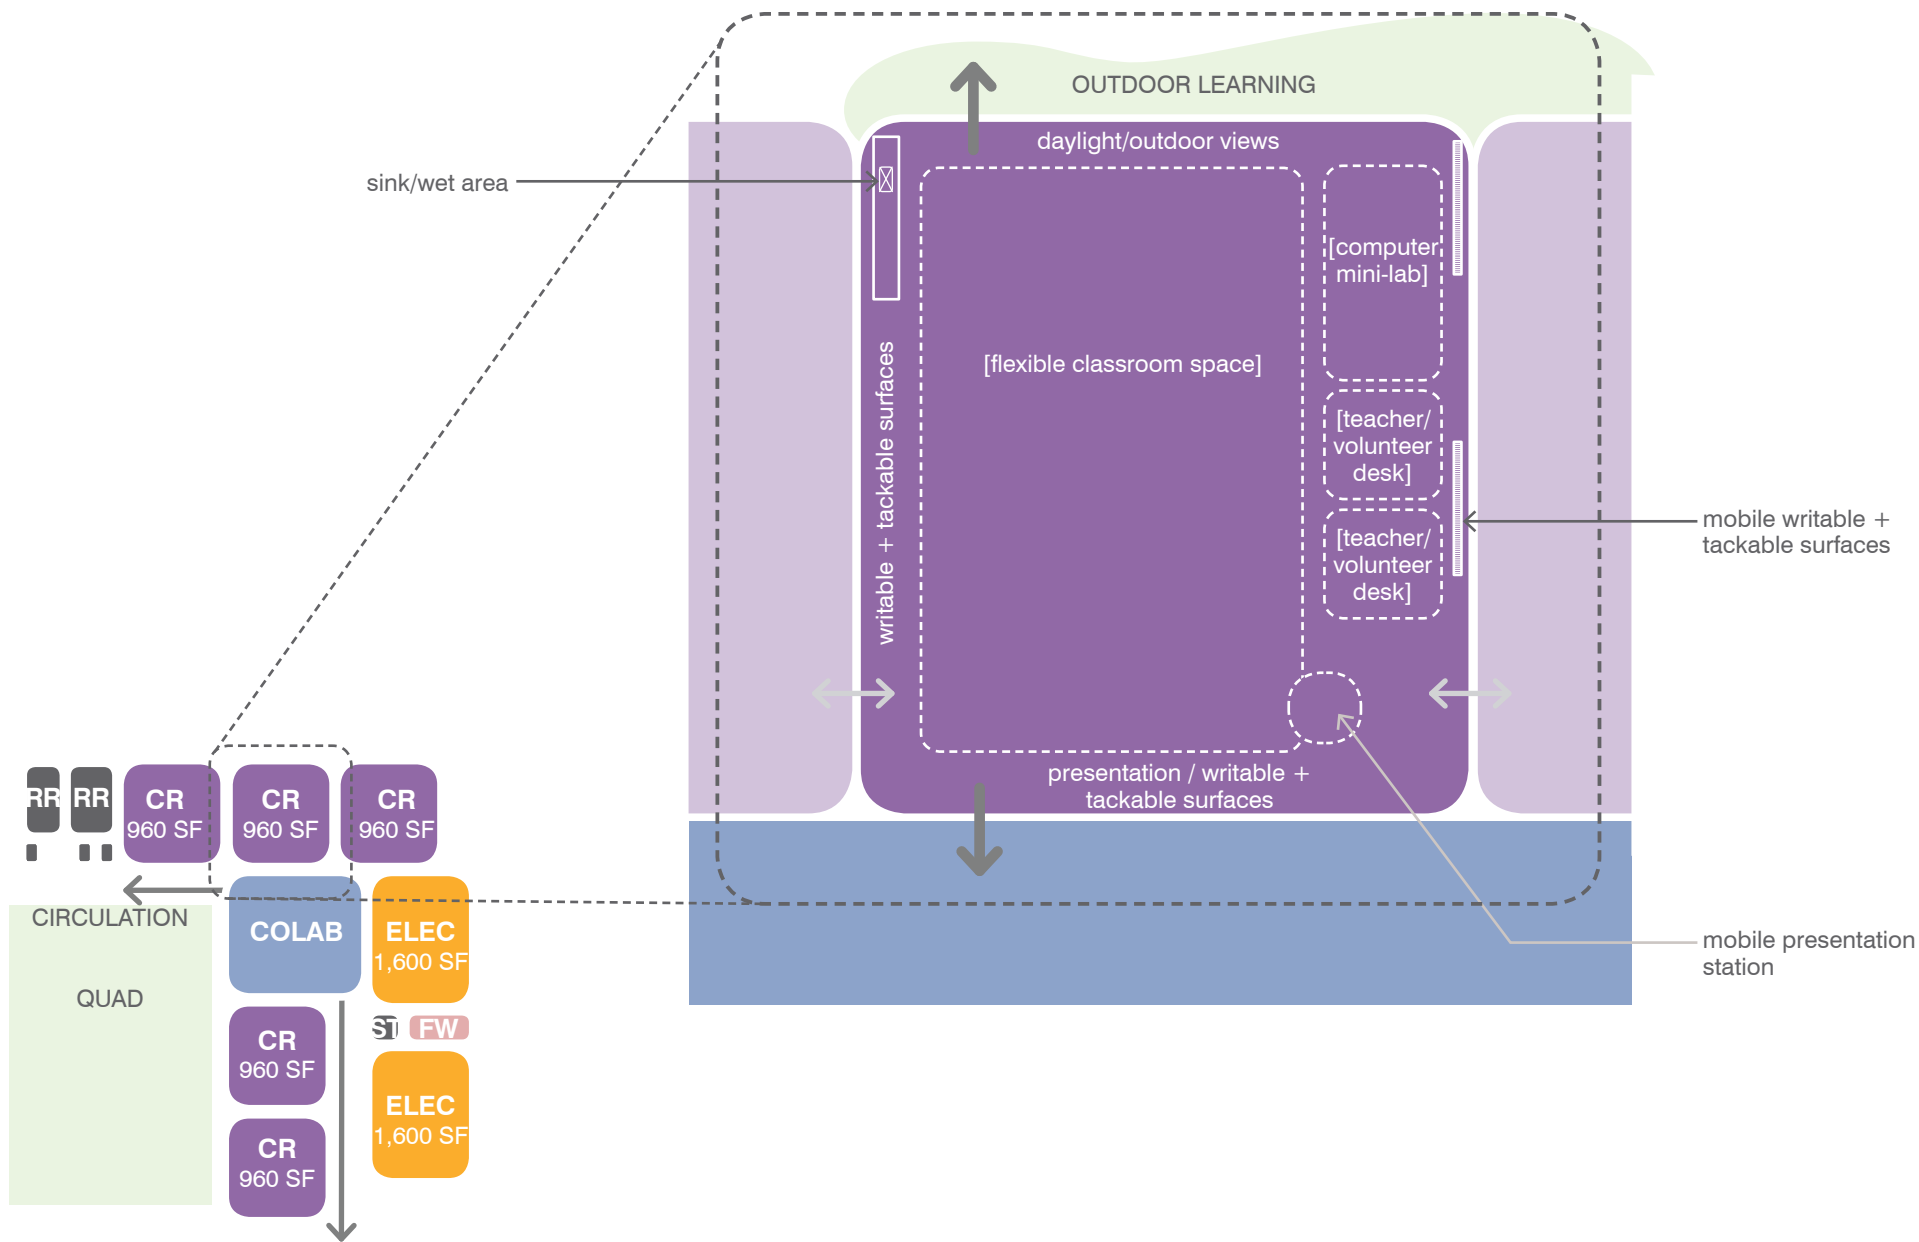 OUTDOOR LEARNING
daylight/outdoor views
sink/wet area
[computer
mini-lab]
[flexible classroom space]
writable + tackable surfaces
[teacher/
volunteer
desk]
mobile writable +
tackable surfaces
[teacher/
volunteer
desk]
presentation / writable +
tackable surfaces
mobile presentation
station
RR
RR
CR
960 SF
CR
960 SF
CR
960 SF
CIRCULATION
COLAB
ELEC
1,600 SF
QUAD
ST
FW
CR
960 SF
ELEC
1,600 SF
CR
960 SF